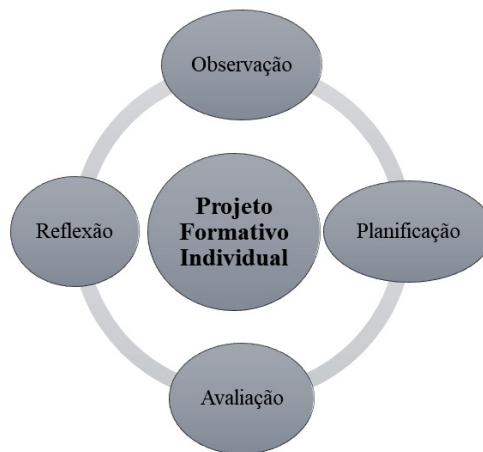 Observação
Reflexão
Projeto
Formativo
Individual
Planificação
Avaliação